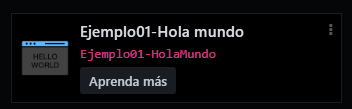 Ejemplo01-Hola mundo
Ejemplo01-HolaMundo
HELLO
WORLD
Aprenda más